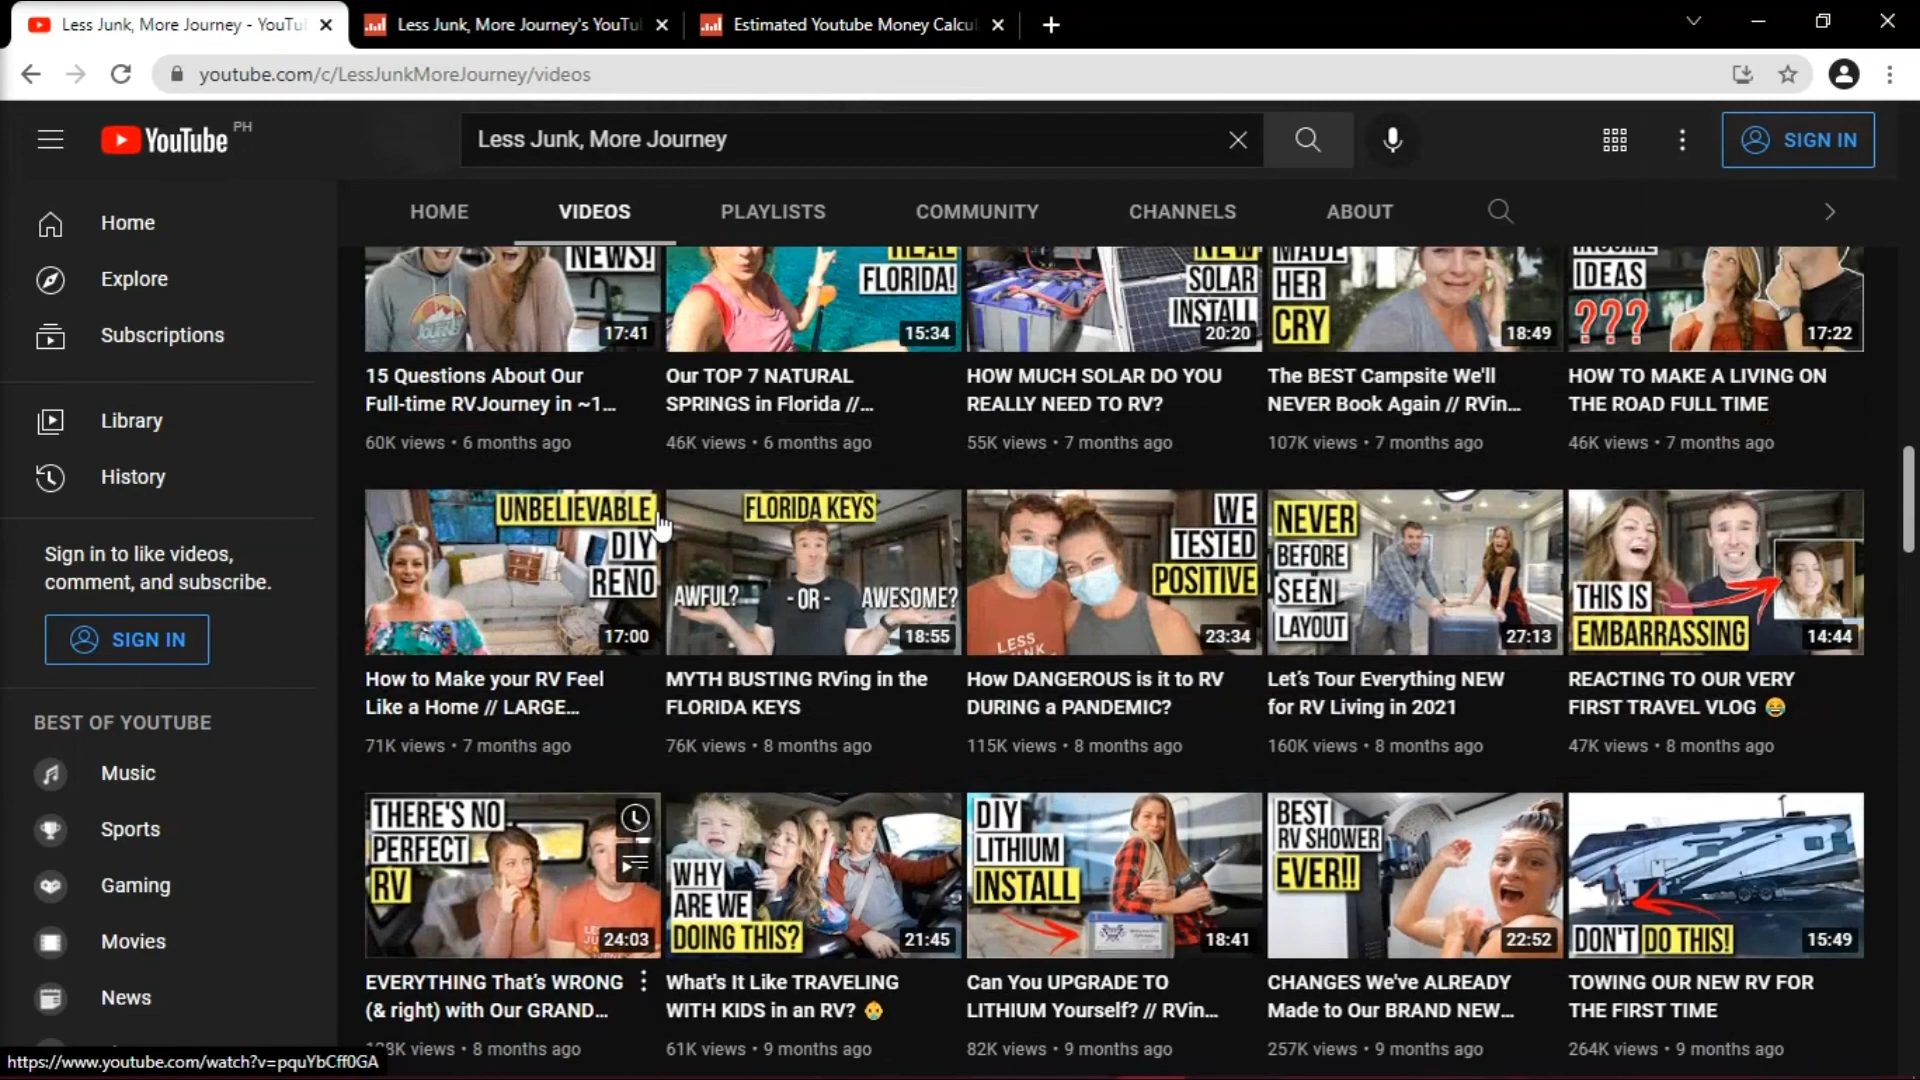 Less Junk, More Journey - YouTu
Less Junk, More Journey's YouTu
Estimated Youtube Money Calcu
youtube.com/c/LessJunkMoreJourney/videos
YouTube PH
Less Junk, More Journey
SIGN IN
HOME
VIDEOS
PLAYLISTS
COMMUNITY
CHANNELS
ABOUT
Home
Explore
Subscriptions
Library
History
Sign in to like videos,
comment, and subscribe.
SIGN IN
BEST OF YOUTUBE
Music
Sports
Gaming
Movies
News
NEWS!
17:41
15 Questions About Our
Full-time RVJourney in ~1...
60K views • 6 months ago
REAL
FLORIDA!
15:34
Our TOP 7 NATURAL
SPRINGS in Florida //...
46K views • 6 months ago
NEW
SOLAR
INSTALL
20:20
HOW MUCH SOLAR DO YOU
REALLY NEED TO RV?
55K views • 7 months ago
MADE
HER
CRY
18:49
The BEST Campsite We'll
NEVER Book Again // RVin...
107K views • 7 months ago
INCOME
IDEAS
???
17:22
HOW TO MAKE A LIVING ON
THE ROAD FULL TIME
46K views • 7 months ago
UNBELIEVABLE
DIY
RENO
17:00
How to Make your RV Feel
Like a Home // LARGE...
71K views • 7 months ago
FLORIDA KEYS
AWFUL?
- OR -
AWESOME?
18:55
MYTH BUSTING RVing in the
FLORIDA KEYS
76K views • 8 months ago
WE
TESTED
POSITIVE
LESS
JUNK
23:34
How DANGEROUS is it to RV
DURING a PANDEMIC?
115K views • 8 months ago
NEVER
BEFORE
SEEN
LAYOUT
27:13
Let's Tour Everything NEW
for RV Living in 2021
160K views • 8 months ago
THIS IS
EMBARRASSING
14:44
REACTING TO OUR VERY
FIRST TRAVEL VLOG 😂
47K views • 8 months ago
THERE'S NO
PERFECT
RV
24:03
EVERYTHING That's WRONG
(& right) with Our GRAND...
8K views • 8 months ago
WHY
ARE WE
DOING THIS?
21:45
What's It Like TRAVELING
WITH KIDS in an RV? 👶
61K views • 9 months ago
DIY
LITHIUM
INSTALL
18:41
Can You UPGRADE TO
LITHIUM Yourself? // RVin...
82K views • 9 months ago
BEST
RV SHOWER
EVER!!
22:52
CHANGES We've ALREADY
Made to Our BRAND NEW...
257K views • 9 months ago
DON'T DO THIS!
15:49
TOWING OUR NEW RV FOR
THE FIRST TIME
264K views • 9 months ago
https://www.youtube.com/watch?v=pquYbCff0GA